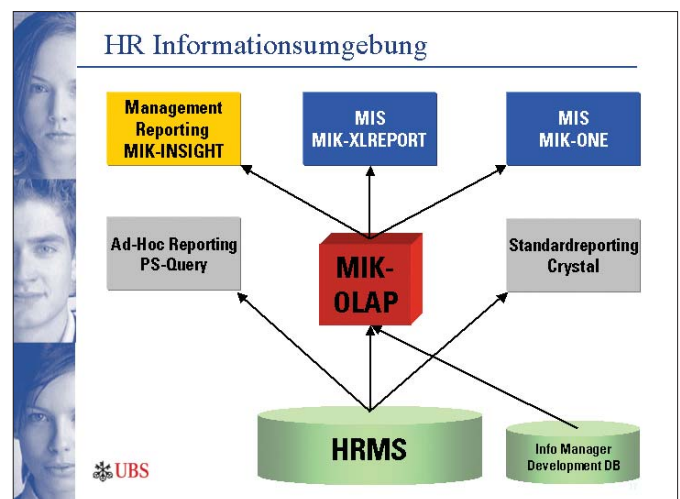 HR Informationsumgebung
Management
Reporting
MIK-INSIGHT
MIS
MIK-XLREPORT
MIS
MIK-ONE
Ad-Hoc Reporting
PS-Query
MIK-
OLAP
Standardreporting
Crystal
HRMS
Info Manager
Development DB
UBS